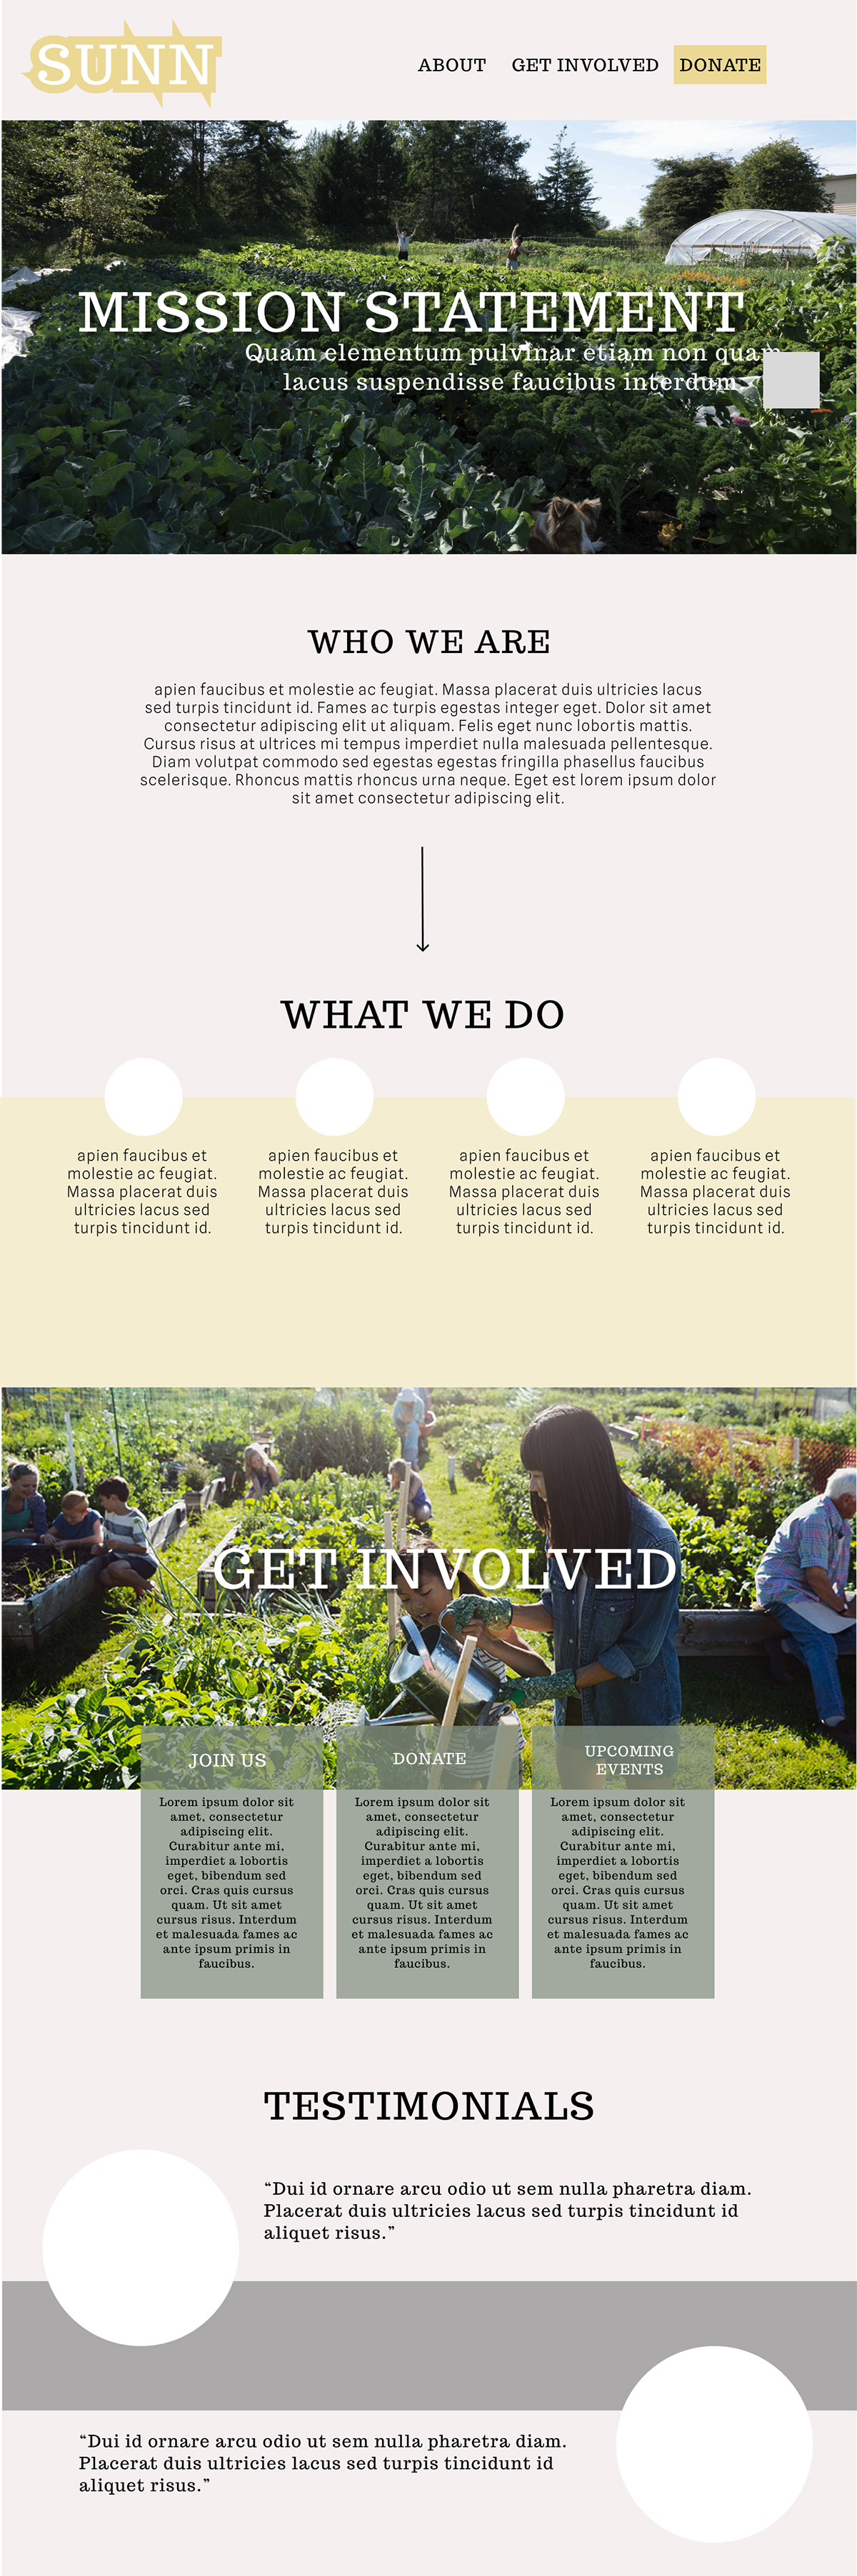 SUNN
ABOUT GET INVOLVED DONATE
MISSION STATEMENT
Quam elementum pulvinar etiam non quam
lacus suspendisse faucibus interdum.
WHO WE ARE
apien faucibus et molestie ac feugiat. Massa placerat duis ultricies lacus
sed turpis tincidunt id. Fames ac turpis egestas integer eget. Dolor sit amet
consectetur adipiscing elit ut aliquam. Felis eget nunc lobortis mattis.
Cursus risus at ultrices mi tempus imperdiet nulla malesuada pellentesque.
Diam volutpat commodo sed egestas egestas fringilla phasellus faucibus
scelerisque. Rhoncus mattis rhoncus urna neque. Eget est lorem ipsum dolor
sit amet consectetur adipiscing elit.
WHAT WE DO
apien faucibus et
molestie ac feugiat.
Massa placerat duis
ultricies lacus sed
turpis tincidunt id.
apien faucibus et
molestie ac feugiat.
Massa placerat duis
ultricies lacus sed
turpis tincidunt id.
apien faucibus et
molestie ac feugiat.
Massa placerat duis
ultricies lacus sed
turpis tincidunt id.
apien faucibus et
molestie ac feugiat.
Massa placerat duis
ultricies lacus sed
turpis tincidunt id.
GET INVOLVED
JOIN US
Lorem ipsum dolor sit
amet, consectetur
adipiscing elit.
Curabitur ante mi,
imperdiet a lobortis
eget, bibendum sed
orci. Cras quis cursus
quam. Ut sit amet
cursus risus. Interdum
et malesuada fames ac
ante ipsum primis in
faucibus.
DONATE
Lorem ipsum dolor sit
amet, consectetur
adipiscing elit.
Curabitur ante mi,
imperdiet a lobortis
eget, bibendum sed
orci. Cras quis cursus
quam. Ut sit amet
cursus risus. Interdum
et malesuada fames ac
ante ipsum primis in
faucibus.
UPCOMING
EVENTS
Lorem ipsum dolor sit
amet, consectetur
adipiscing elit.
Curabitur ante mi,
imperdiet a lobortis
eget, bibendum sed
orci. Cras quis cursus
quam. Ut sit amet
cursus risus. Interdum
et malesuada fames ac
ante ipsum primis in
faucibus.
TESTIMONIALS
“Dui id ornare arcu odio ut sem nulla pharetra diam.
Placerat duis ultricies lacus sed turpis tincidunt id
aliquet risus.”
“Dui id ornare arcu odio ut sem nulla pharetra diam.
Placerat duis ultricies lacus sed turpis tincidunt id
aliquet risus.”